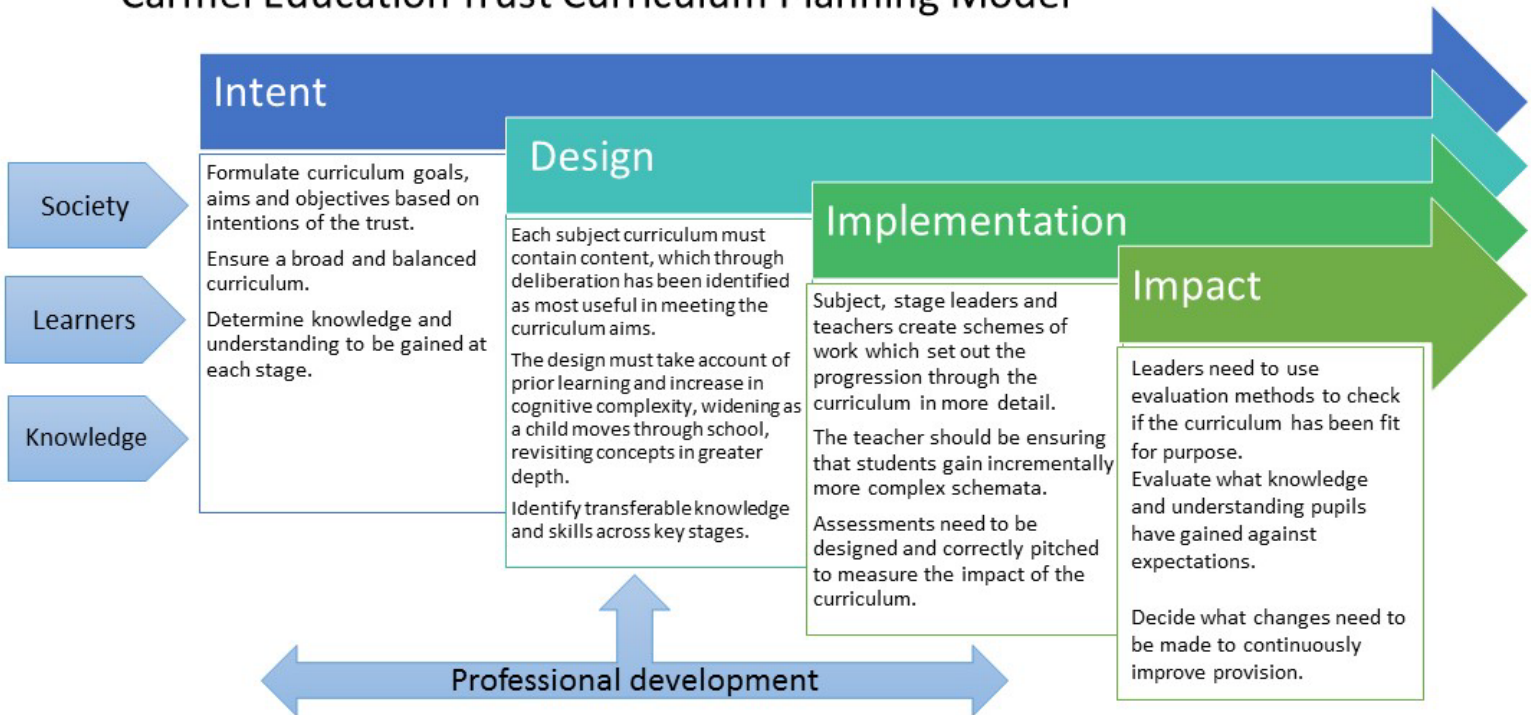 Carmel Education Trust Curriculum Planning Model
Intent
Formulate curriculum goals,
aims and objectives based on
intentions of the trust.
Ensure a broad and balanced
curriculum.
Determine knowledge and
understanding to be gained at
each stage.
Society
Learners
Knowledge
Design
Each subject curriculum must
contain content, which through
deliberation has been identified
as most useful in meeting the
curriculum aims.
The design must take account of
prior learning and increase in
cognitive complexity, widening as
a child moves through school,
revisiting concepts in greater
depth.
Identify transferable knowledge
and skills across key stages.
Implementation
Subject, stage leaders and
teachers create schemes of
work which set out the
progression through the
curriculum in more detail.
The teacher should be ensuring
that students gain incrementally
more complex schemata.
Assessments need to be
designed and correctly pitched
to measure the impact of the
curriculum.
Impact
Leaders need to use
evaluation methods to check
if the curriculum has been fit
for purpose.
Evaluate what knowledge
and understanding pupils
have gained against
expectations.
Decide what changes need to
be made to continuously
improve provision.
Professional development